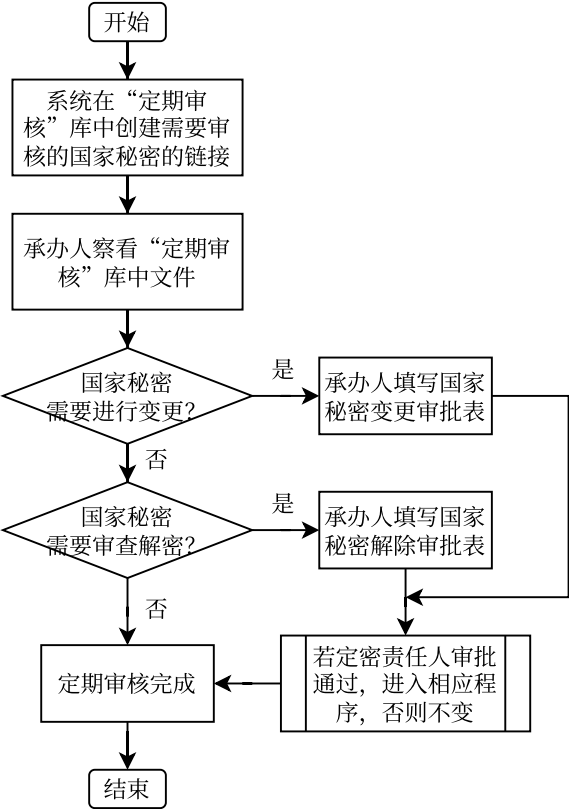 开始
系统在“定期审
核”库中创建需要审
核的国家秘密的链接
承办人察看“定期审
核”库中文件
国家秘密
需要进行变更?
是
承办人填写国家
秘密变更审批表
否
国家秘密
需要审查解密?
是
承办人填写国家
秘密解除审批表
否
若定密责任人审批
通过，进入相应程
序，否则不变
定期审核完成
结束